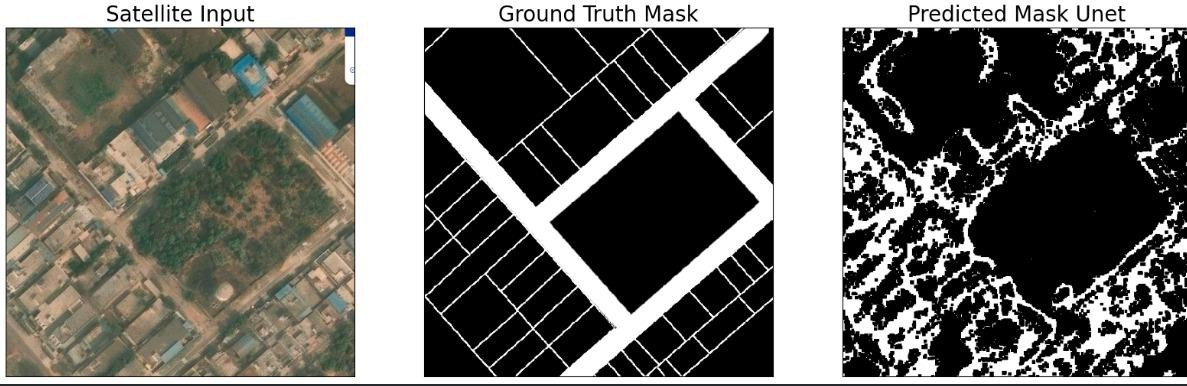 Satellite Input
Ground Truth Mask
Predicted Mask Unet